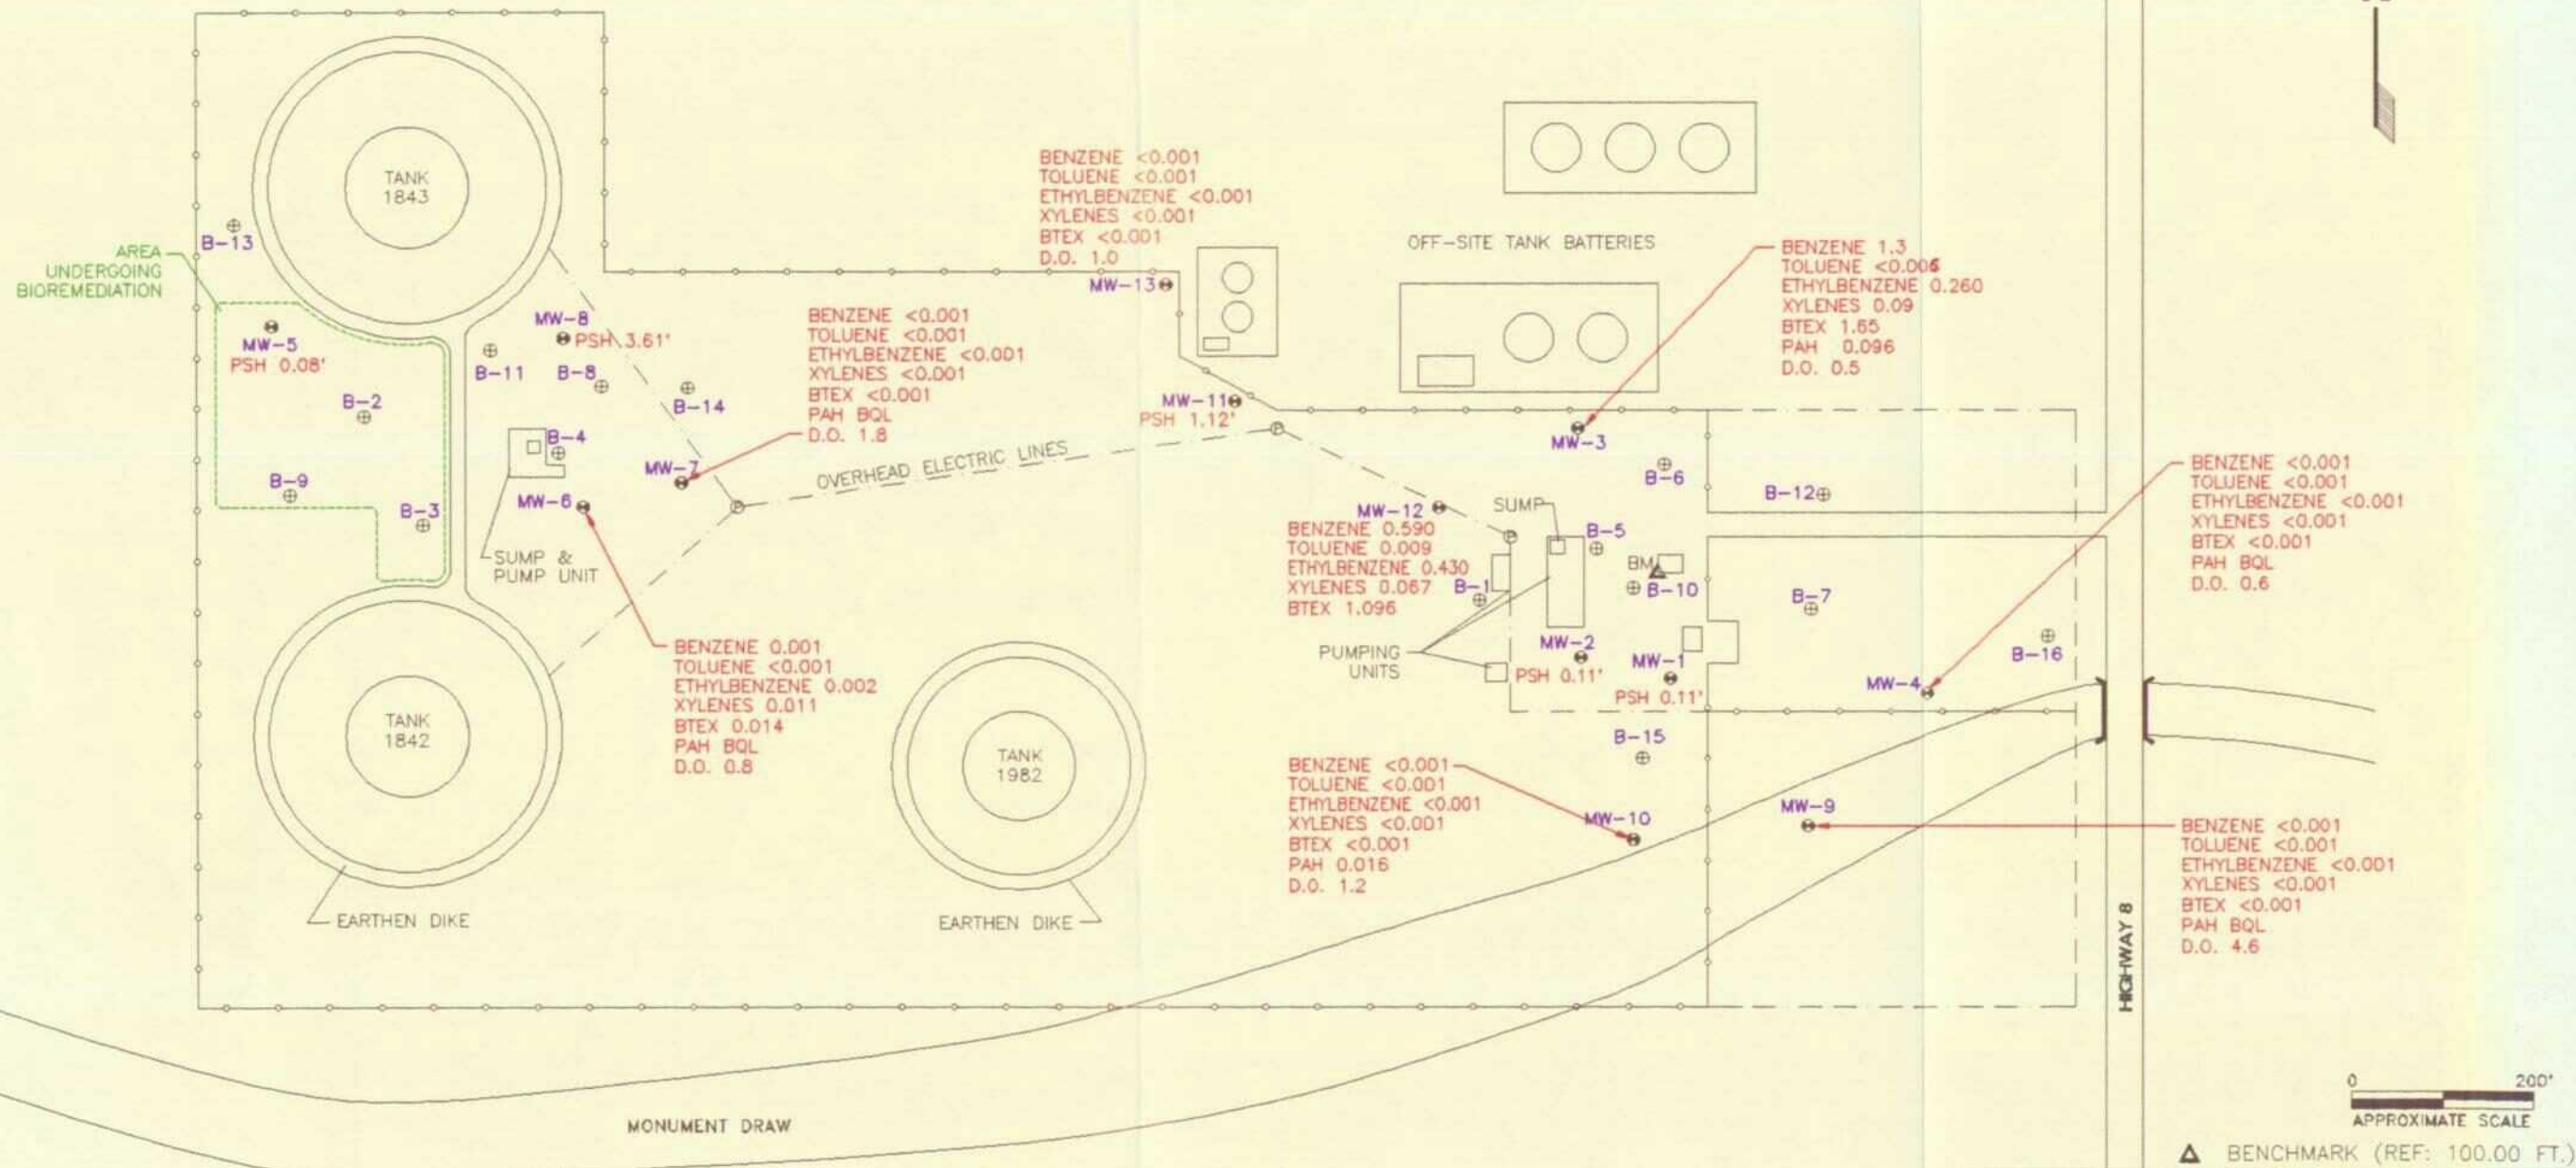 TANK
1843
B-13
AREA
UNDERGOING
BIOREMEDIATION
MW-5
PSH 0.08'
B-2
B-9
B-3
MW-8
PSH 3.61'
B-11
B-8
B-14
B-4
MW-7
MW-6
SUMP &
PUMP UNIT
BENZENE <0.001
TOLUENE <0.001
ETHYLBENZENE <0.001
XYLENES <0.001
BTEX <0.001
PAH BQL
D.O. 1.8
BENZENE <0.001
TOLUENE <0.001
ETHYLBENZENE <0.001
XYLENES <0.001
BTEX <0.001
D.O. 1.0
MW-13
MW-11
PSH 1.12'
OVERHEAD ELECTRIC LINES
OFF-SITE TANK BATTERIES
BENZENE 1.3
TOLUENE <0.006
ETHYLBENZENE 0.260
XYLENES 0.09
BTEX 1.65
PAH 0.096
D.O. 0.5
MW-3
B-6
B-12
MW-12
BENZENE 0.590
TOLUENE 0.009
ETHYLBENZENE 0.430
XYLENES 0.067
BTEX 1.096
SUMP
B-5
BM
B-10
B-1
B-7
PUMPING
UNITS
MW-2
PSH 0.11'
MW-1
PSH 0.11'
MW-4
B-16
BENZENE <0.001
TOLUENE <0.001
ETHYLBENZENE <0.001
XYLENES <0.001
BTEX <0.001
PAH BQL
D.O. 0.6
BENZENE 0.001
TOLUENE <0.001
ETHYLBENZENE 0.002
XYLENES 0.011
BTEX 0.014
PAH BQL
D.O. 0.8
TANK
1842
TANK
1982
EARTHEN DIKE
EARTHEN DIKE
B-15
BENZENE <0.001
TOLUENE <0.001
ETHYLBENZENE <0.001
XYLENES <0.001
BTEX <0.001
PAH 0.016
D.O. 1.2
MW-10
MW-9
BENZENE <0.001
TOLUENE <0.001
ETHYLBENZENE <0.001
XYLENES <0.001
BTEX <0.001
PAH BQL
D.O. 4.6
HIGHWAY 8
MONUMENT DRAW
0 200'
APPROXIMATE SCALE
BENCHMARK (REF: 100.00 FT.)